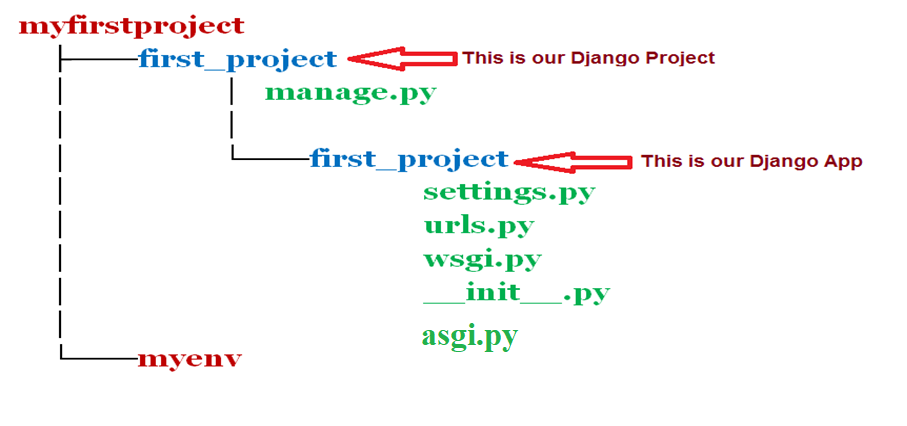 myfirstproject
first_project This is our Django Project
manage.py
first_project This is our Django App
settings.py
urls.py
wsgi.py
__init__.py
asgi.py
myenv